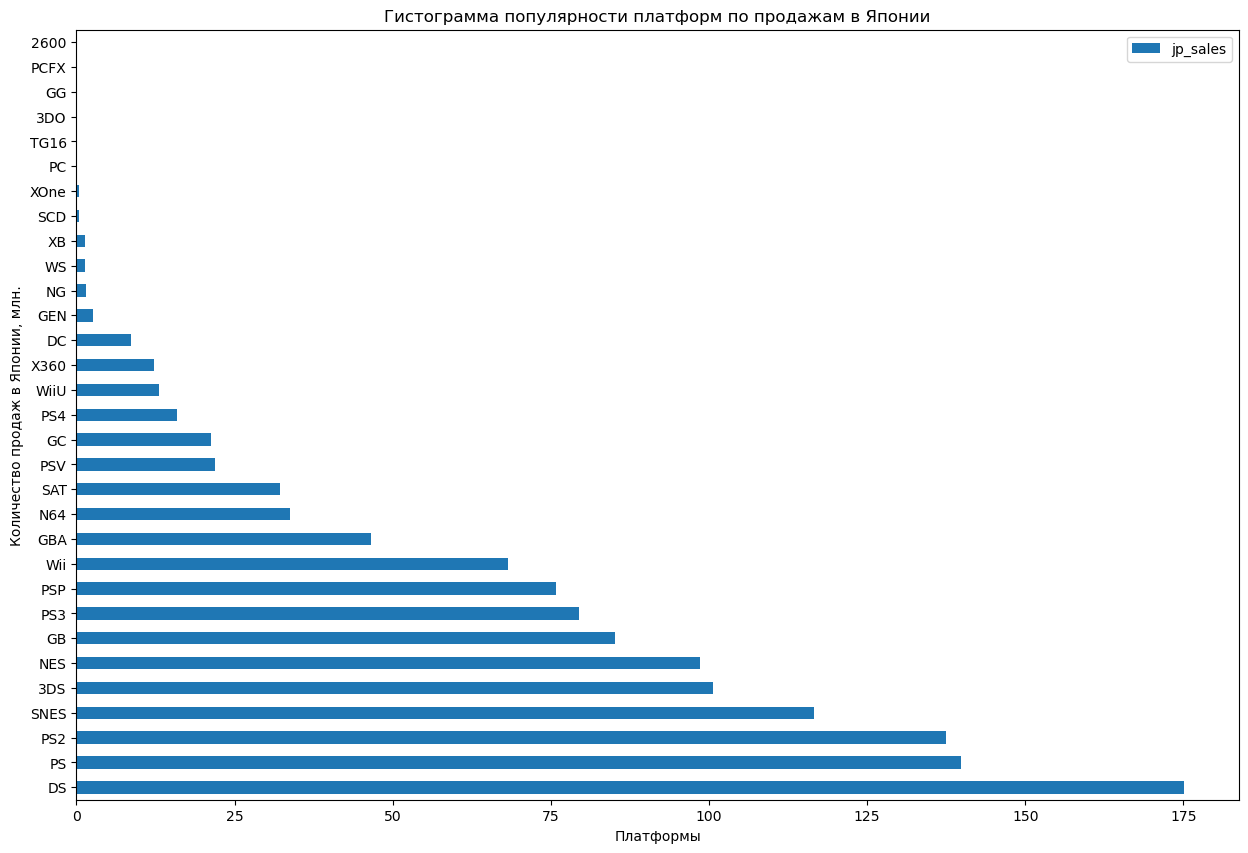 Гистограмма популярности платформ по продажам в Японии
jp_sales
Количество продаж в Японии, млн.
2600
PCFX
GG
3DO
TG16
PC
XOne
SCD
XB
WS
NG
GEN
DC
X360
WiiU
PS4
GC
PSV
SAT
N64
GBA
Wii
PSP
PS3
GB
NES
3DS
SNES
PS2
PS
DS
0 25 50 75 100 125 150 175
Платформы